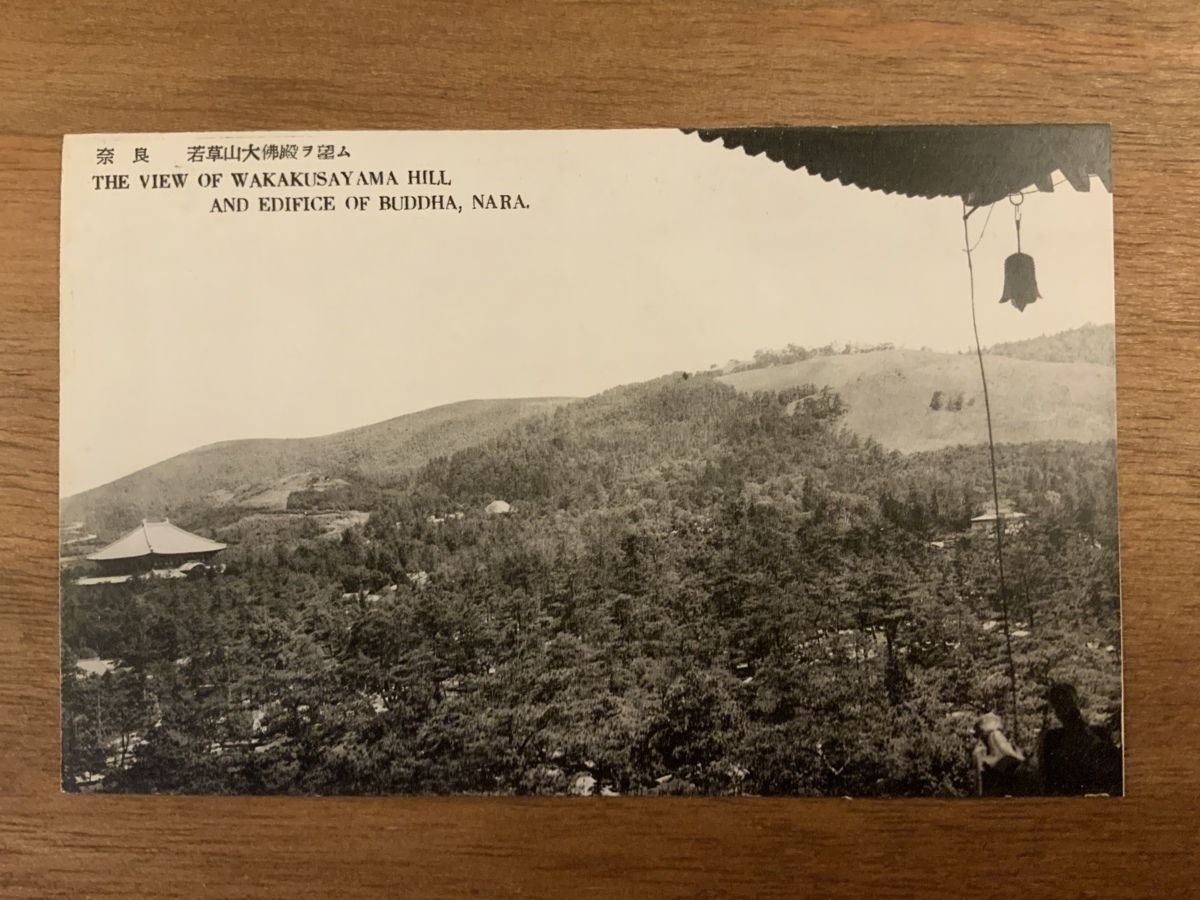 奈良 若草山大佛殿ヲ望ム
THE VIEW OF WAKAKUSAYAMA HILL
AND EDIFICE OF BUDDHA, NARA.